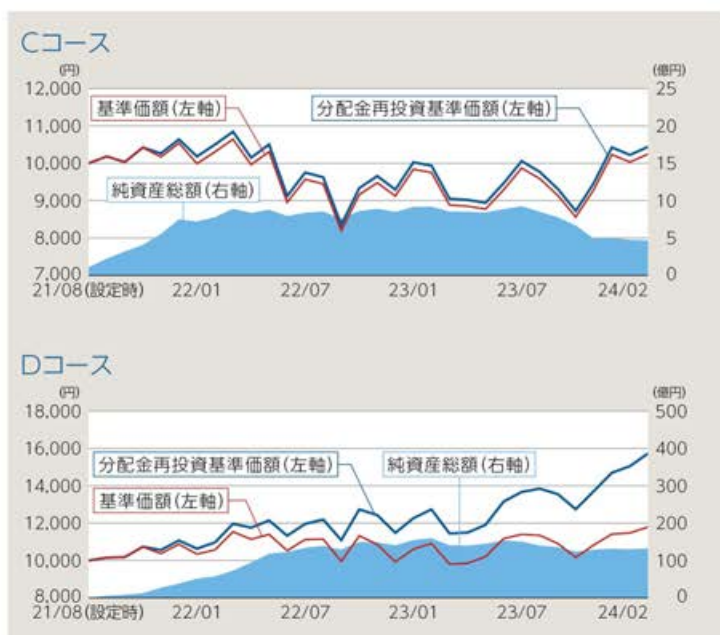 Cコース
(円) (億円)
12,000 25
基準価額(左軸) 分配金再投資基準価額(左軸)
11,000 20
10,000 15
純資産総額(右軸)
9,000 10
8,000 5
7,000 0
21/08(設定時) 22/01 22/07 23/01 23/07 24/02
Dコース
(円) (億円)
18,000 500
16,000 400
分配金再投資基準価額(左軸) 純資産総額(右軸)
14,000 300
基準価額(左軸)
12,000 200
10,000 100
8,000 0
21/08(設定時) 22/01 22/07 23/01 23/07 24/02